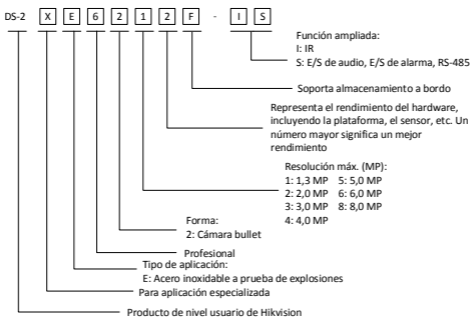 DS-2 X E 6 2 1 2 F - I S
Función ampliada:
I: IR
S: E/S de audio, E/S de alarma, RS-485
Soporta almacenamiento a bordo
Representa el rendimiento del hardware,
incluyendo la plataforma, el sensor, etc. Un
número mayor significa un mejor
rendimiento
Resolución máx. (MP):
1: 1,3 MP 5: 5,0 MP
2: 2,0 MP 6: 6,0 MP
3: 3,0 MP 8: 8,0 MP
4: 4,0 MP
Forma:
2: Cámara bullet
Profesional
Tipo de aplicación:
E: Acero inoxidable a prueba de explosiones
Para aplicación especializada
Producto de nivel usuario de Hikvision